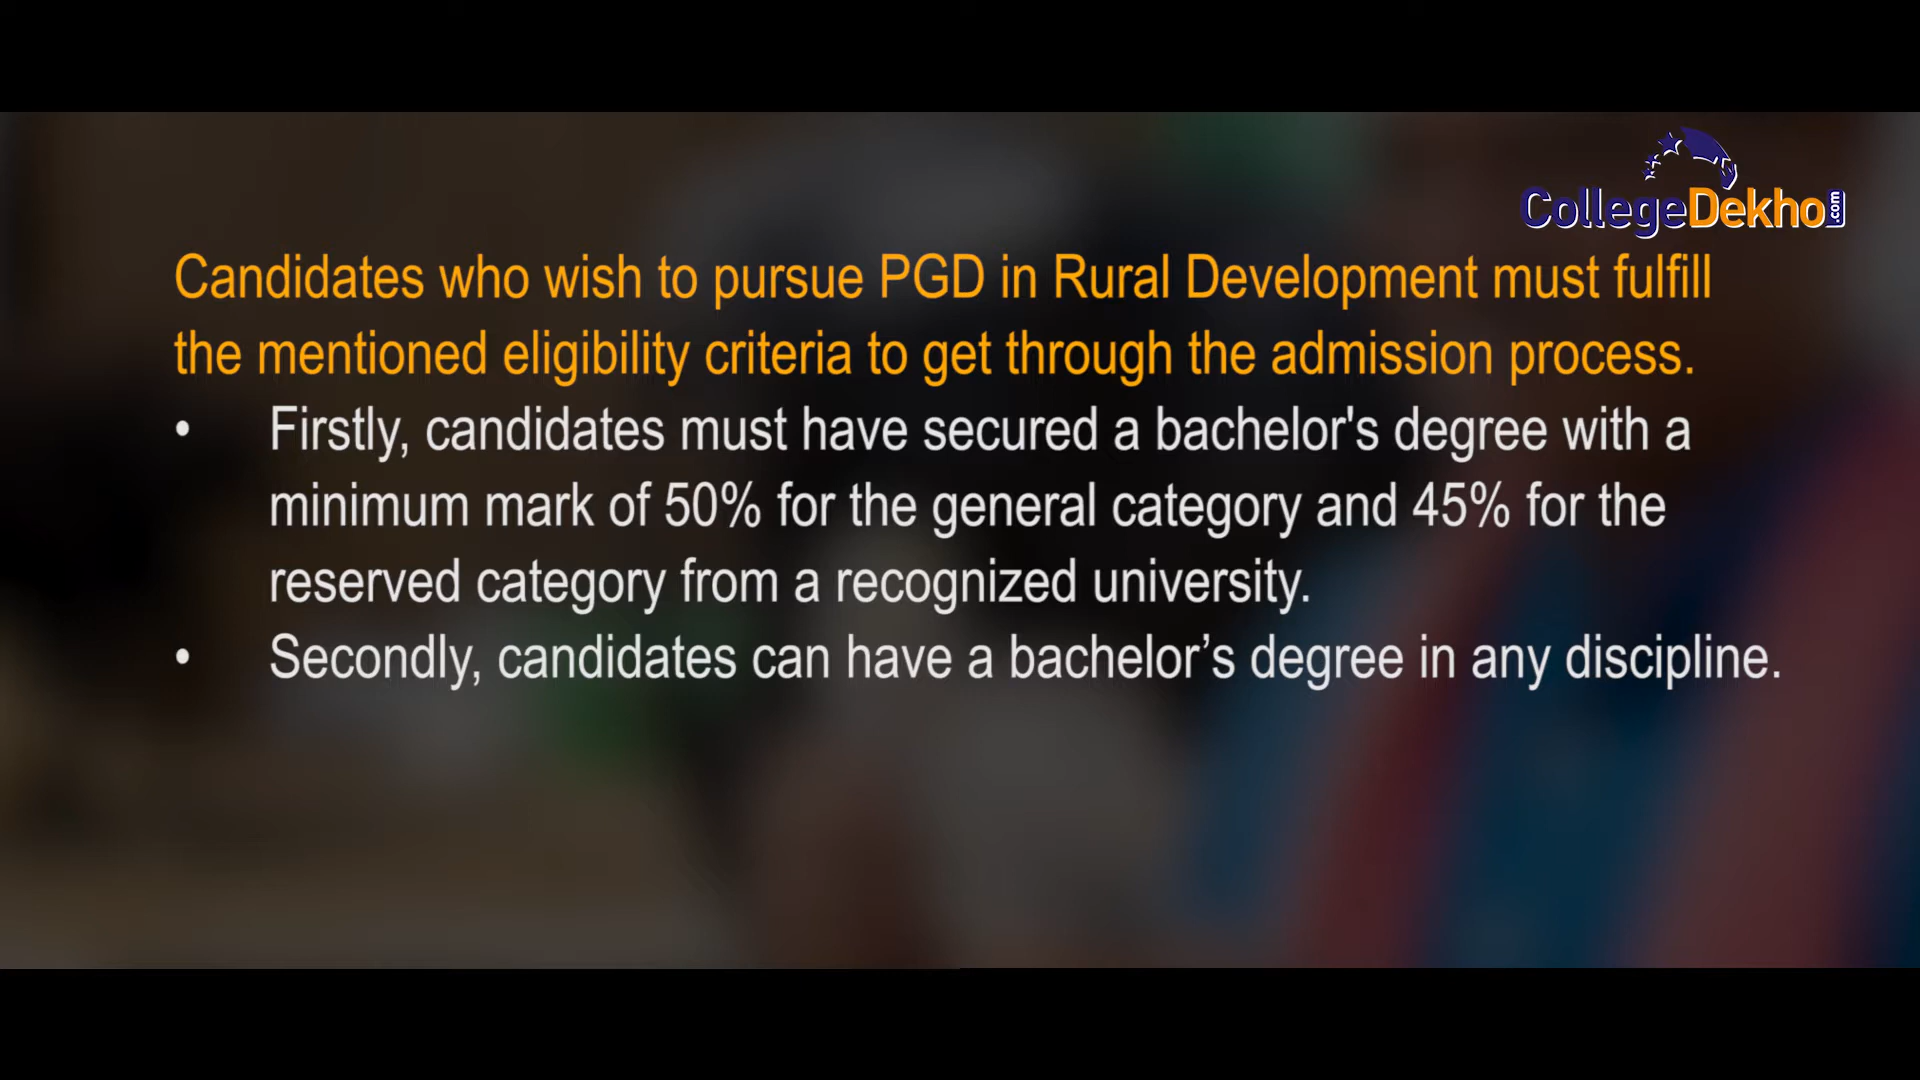 CollegeDekho.com
Candidates who wish to pursue PGD in Rural Development must fulfill
the mentioned eligibility criteria to get through the admission process.
• Firstly, candidates must have secured a bachelor's degree with a
minimum mark of 50% for the general category and 45% for the
reserved category from a recognized university.
• Secondly, candidates can have a bachelor’s degree in any discipline.